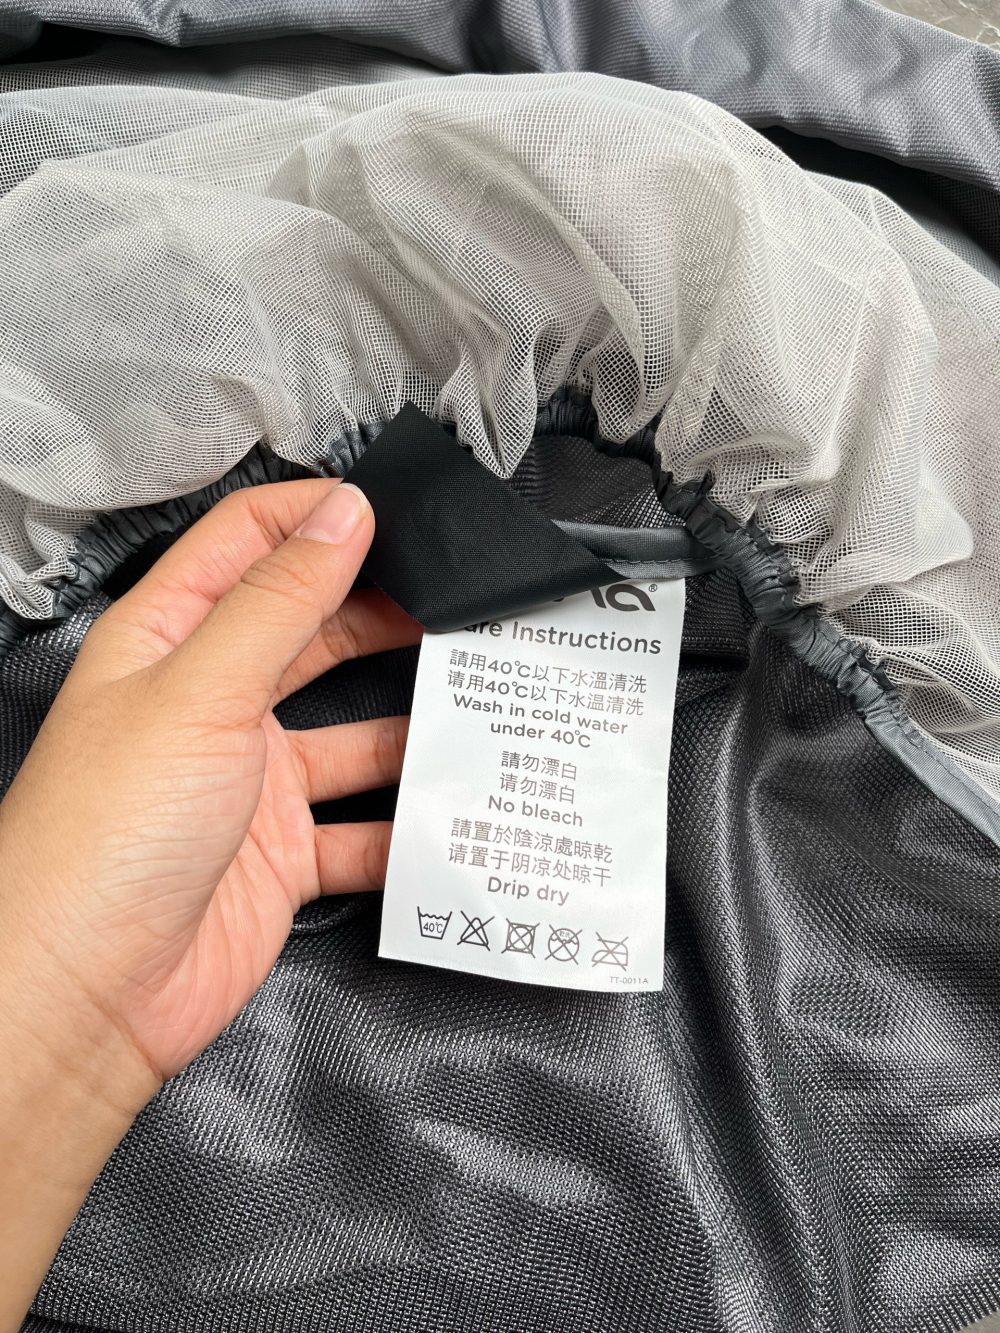 ®
Instructions
請用40℃以下水溫清洗
请用40℃以下水溫清洗
Wash in cold water
under 40℃
請勿漂白
请勿漂白
No bleach
請置於陰涼處晾乾
请置于阴凉处晾干
Drip dry
40℃
TT-0011A